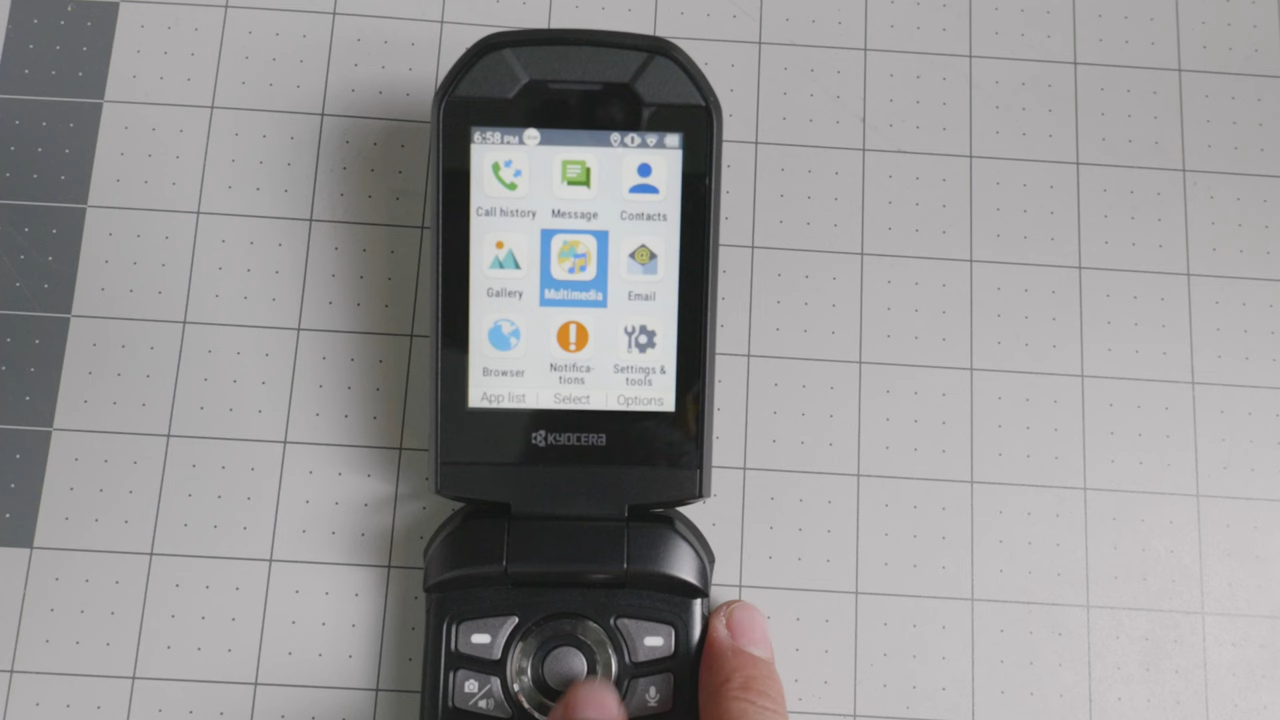 6:58 PM
Call history Message Contacts
Gallery Multimedia Email
Browser Notifica-
tions Settings &
tools
App list Select Options
KYOCERA